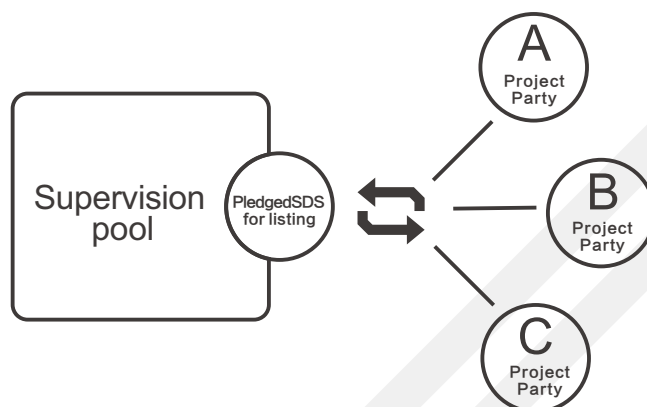 Supervision
pool
PledgedSDS
for listing
A
Project
Party
B
Project
Party
C
Project
Party